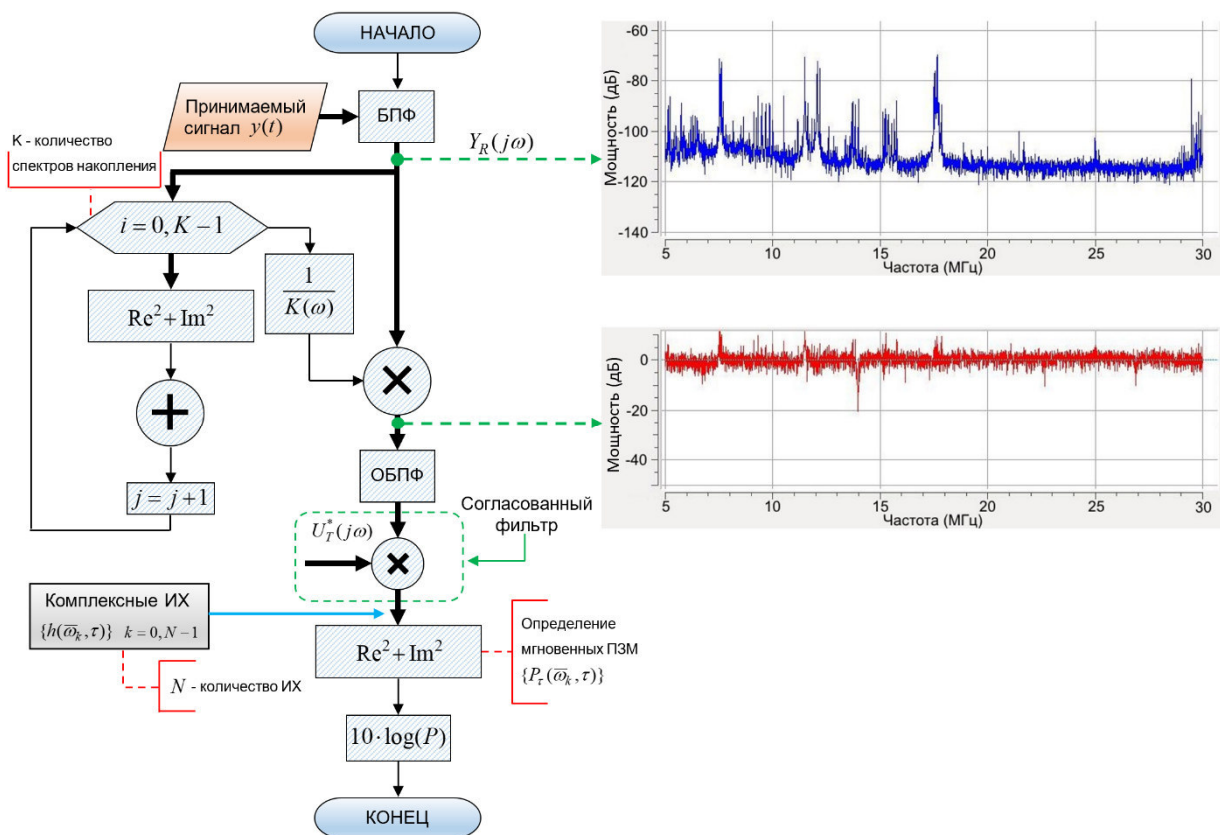 НАЧАЛО
Принимаемый
сигнал y(t)
БПФ
Y_R(jω)
K - количество
спектров накопления
i = 0, K − 1
1
K(ω)
Re² + Im²
j = j + 1
ОБПФ
Согласованный
фильтр
U_T^*(jω)
Комплексные ИХ
{h(ω̅_k, τ)} k = 0, N − 1
N - количество ИХ
Re² + Im²
Определение
мгновенных ПЗМ
{P_τ(ω̅_k, τ)}
10 · log(P)
КОНЕЦ
Мощность (дБ)
-60
-80
-100
-120
-140
5 10 15 20 25 30
Частота (МГц)
Мощность (дБ)
0
-20
-40
5 10 15 20 25 30
Частота (МГц)